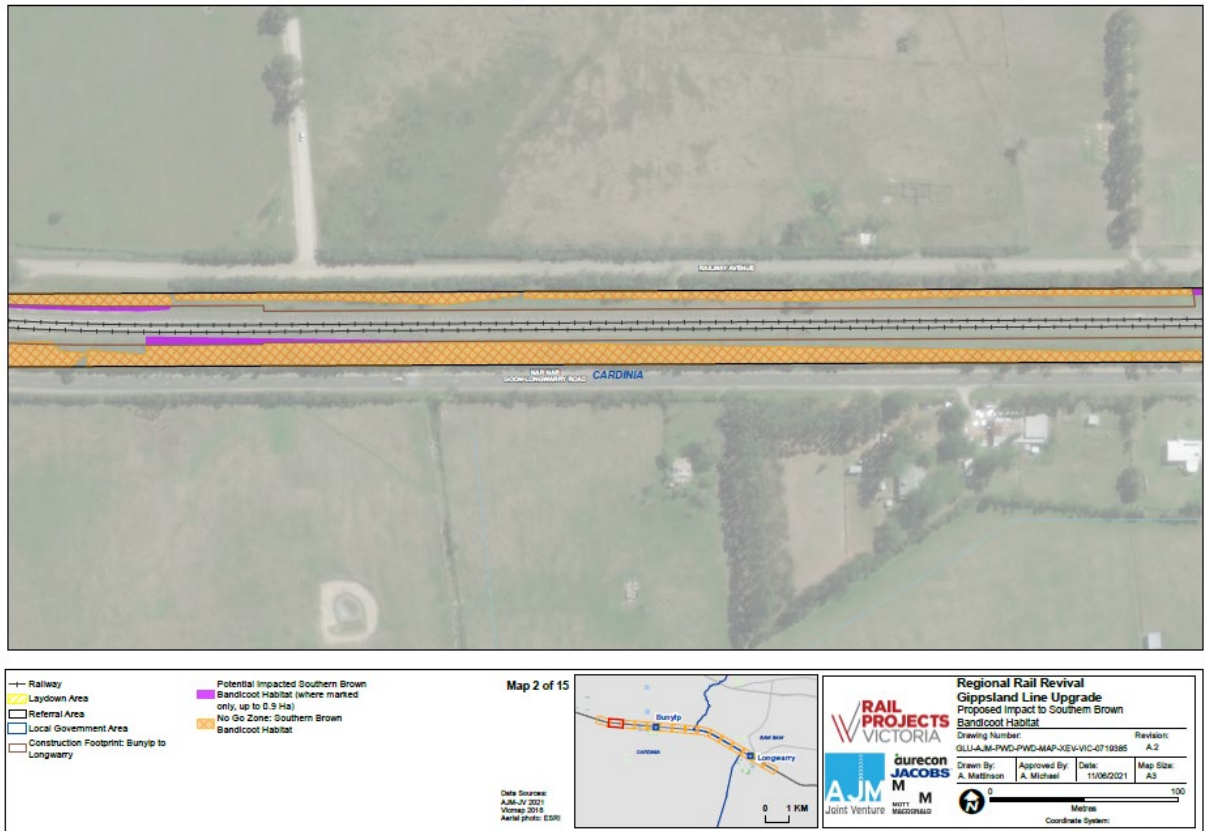 RAILWAY AVENUE
NAR NAR
GOON-LONGWARRY ROAD
CARDINIA
Railway
Laydown Area
Referral Area
Local Government Area
Construction Footprint: Bunyip to
Longwarry
Potential Impacted Southern Brown
Bandicoot Habitat (where marked
only, up to 0.9 Ha)
No Go Zone: Southern Brown
Bandicoot Habitat
Map 2 of 15
Data Sources:
AJM-JV 2021
Vicmap 2018
Aerial photo: ESRI
Bunyip
CARDINIA
BAW BAW
Longwarry
0 1 KM
RAIL
PROJECTS
VICTORIA
AJM
Joint Venture
aurecon
JACOBS
M
M
MOTT
MACDONALD
Regional Rail Revival
Gippsland Line Upgrade
Proposed Impact to Southern Brown
Bandicoot Habitat
Drawing Number: Revision:
GLU-AJM-PWD-PWD-MAP-XEV-VIC-0719385 A.2
Drawn By: Approved By: Date: Map Size:
A. Mattinson A. Michael 11/06/2021 A3
N
0 100
Metres
Coordinate System: